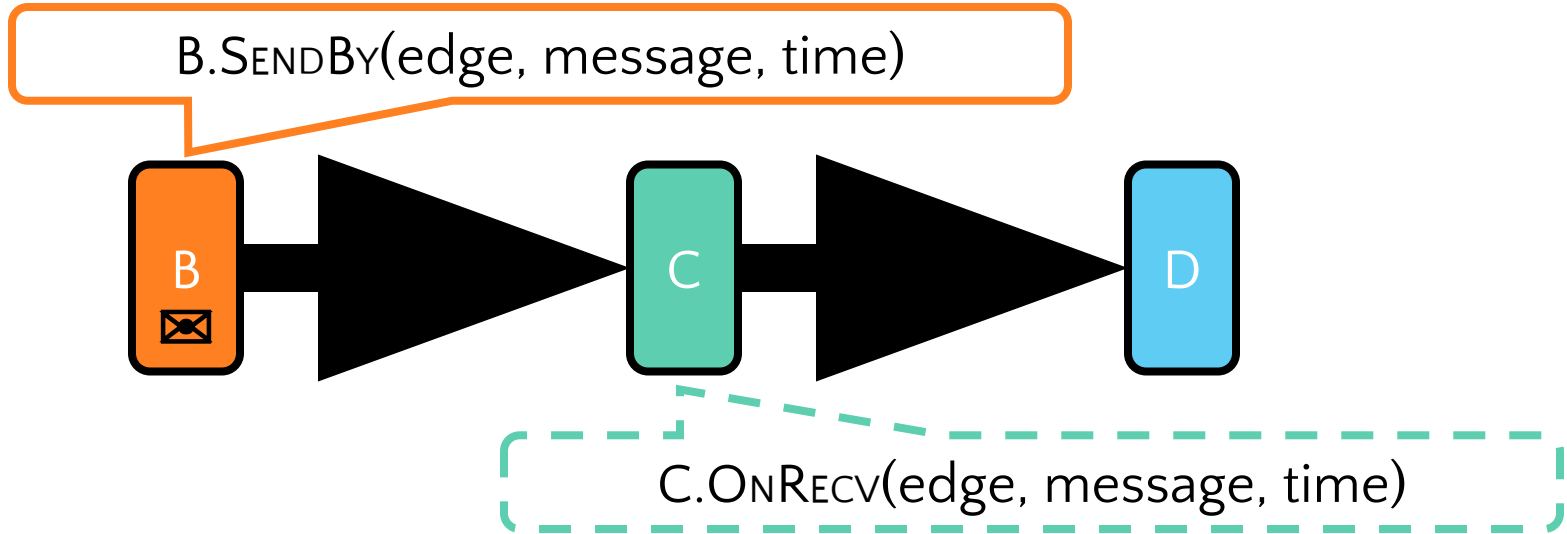 B.SendBy(edge, message, time)
B
C
D
C.OnRecv(edge, message, time)